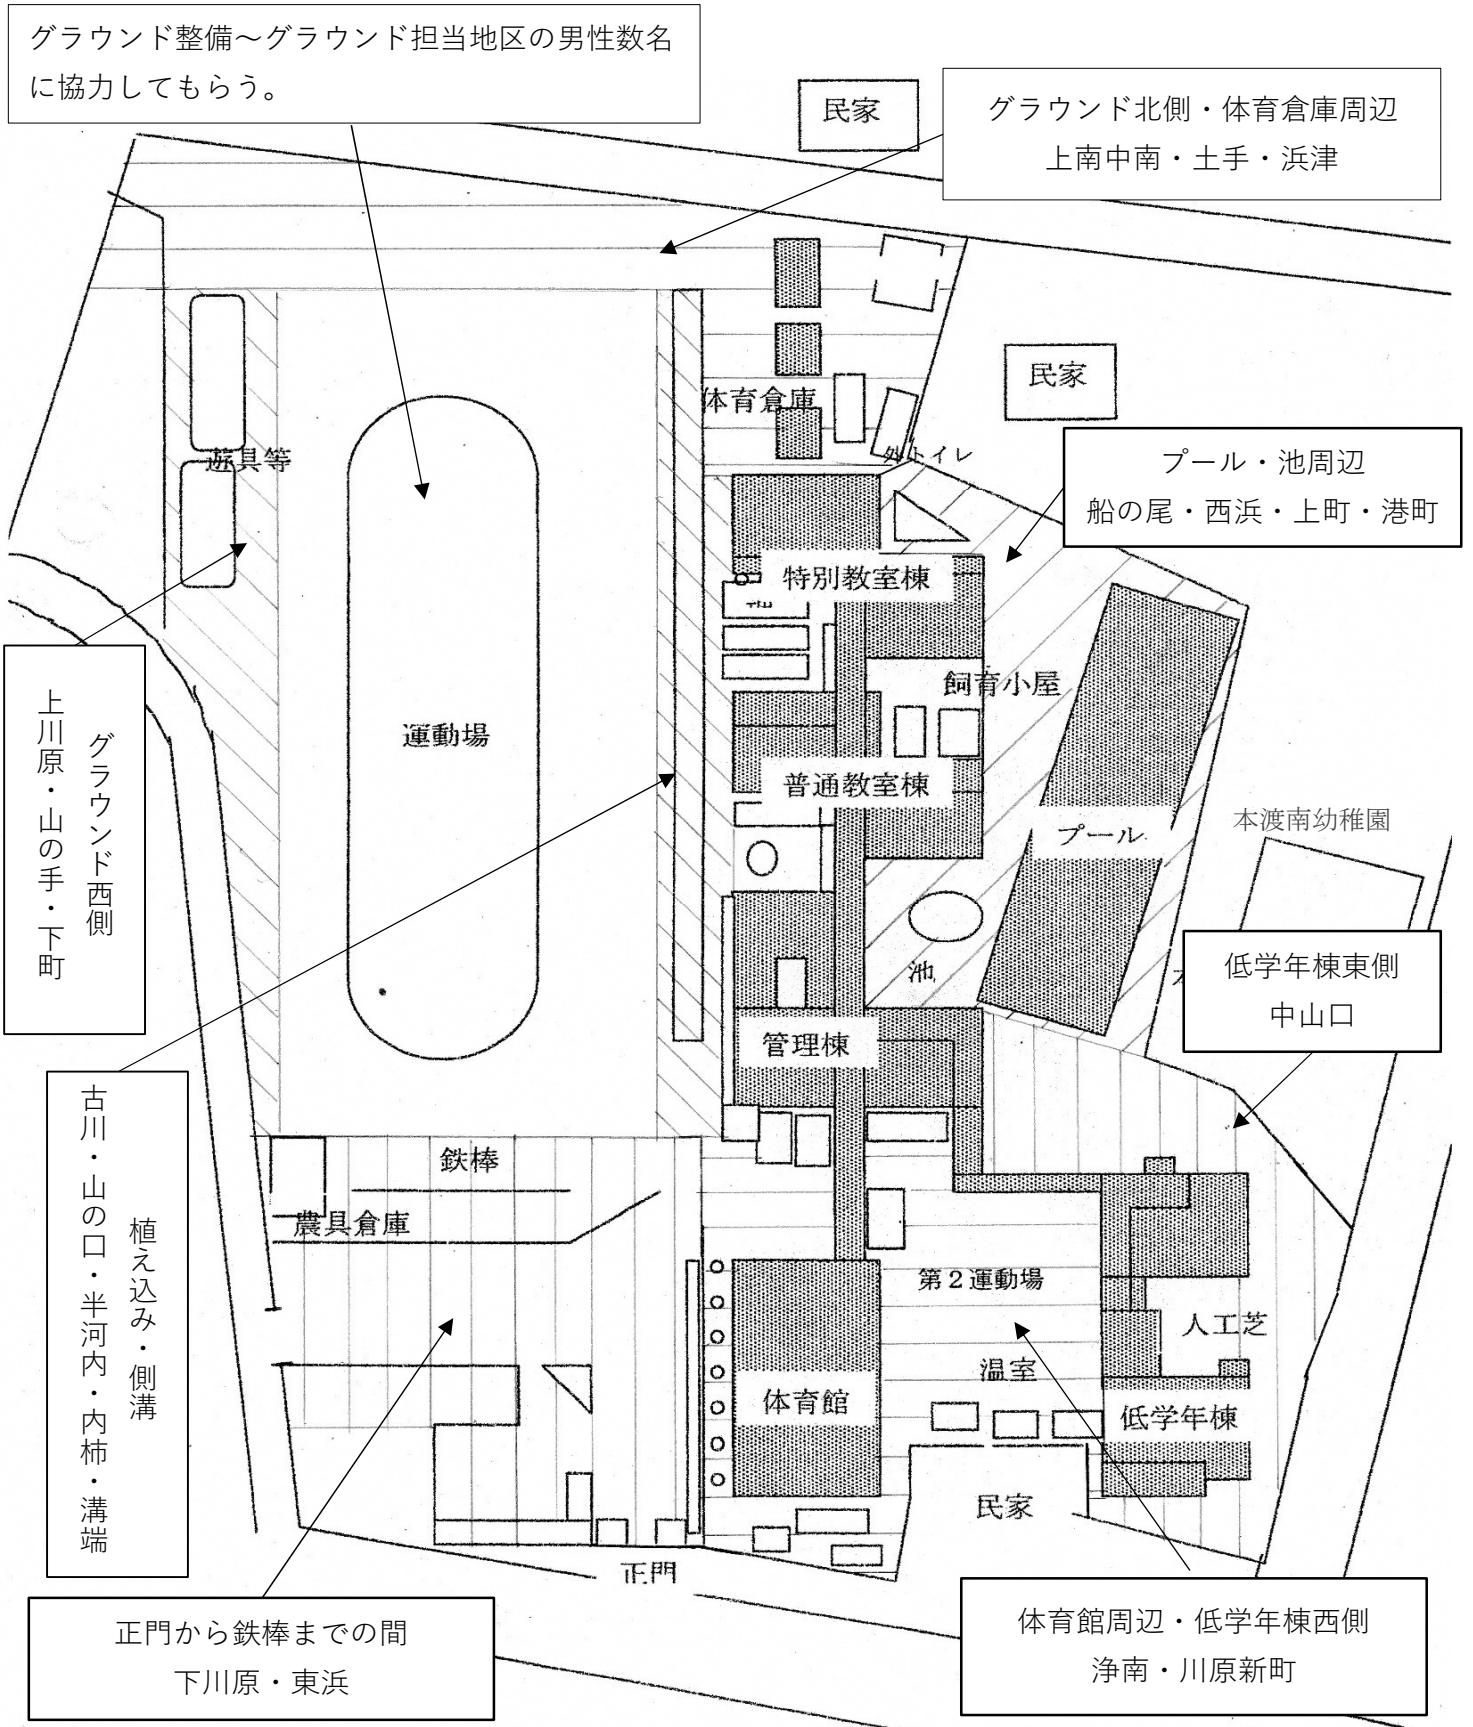 グラウンド整備～グラウンド担当地区の男性数名
に協力してもらう。
民家
グラウンド北側・体育倉庫周辺
上南中南・土手・浜津
民家
体育倉庫
外トイレ
遊具等
プール・池周辺
船の尾・西浜・上町・港町
特別教室棟
飼育小屋
グラウンド西側
上川原・山の手・下町
運動場
普通教室棟
プール
本渡南幼稚園
池
低学年棟東側
中山口
管理棟
植え込み・側溝
古川・山の口・半河内・内柿・溝端
鉄棒
農具倉庫
第２運動場
人工芝
温室
体育館
低学年棟
民家
正門
正門から鉄棒までの間
下川原・東浜
体育館周辺・低学年棟西側
浄南・川原新町